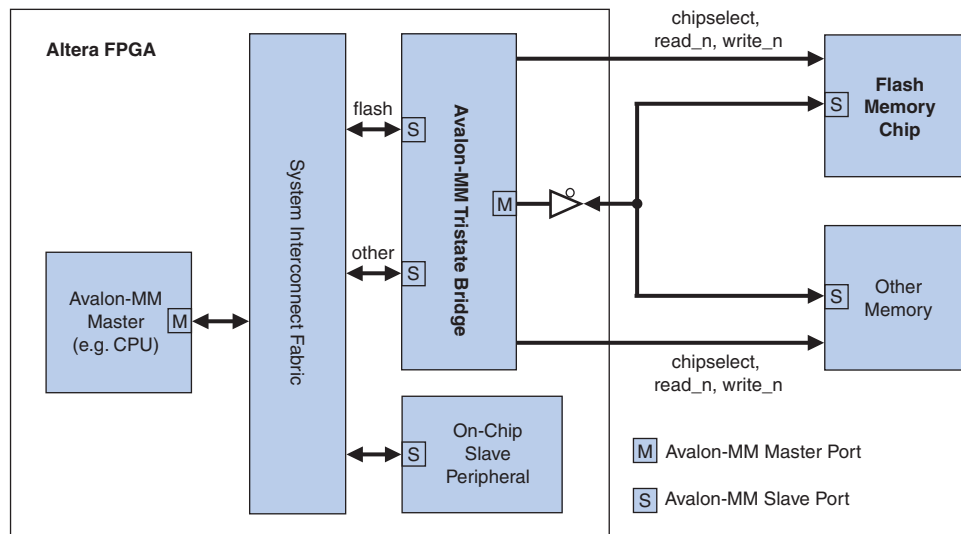 Altera FPGA
System Interconnect Fabric
Avalon-MM
Master
(e.g. CPU)
M
flash
S
other
S
Avalon-MM Tristate
Bridge
M
S
On-Chip
Slave
Peripheral
chipselect,
read_n, write_n
S
Flash
Memory
Chip
S
Other
Memory
chipselect,
read_n, write_n
M Avalon-MM Master Port
S Avalon-MM Slave Port